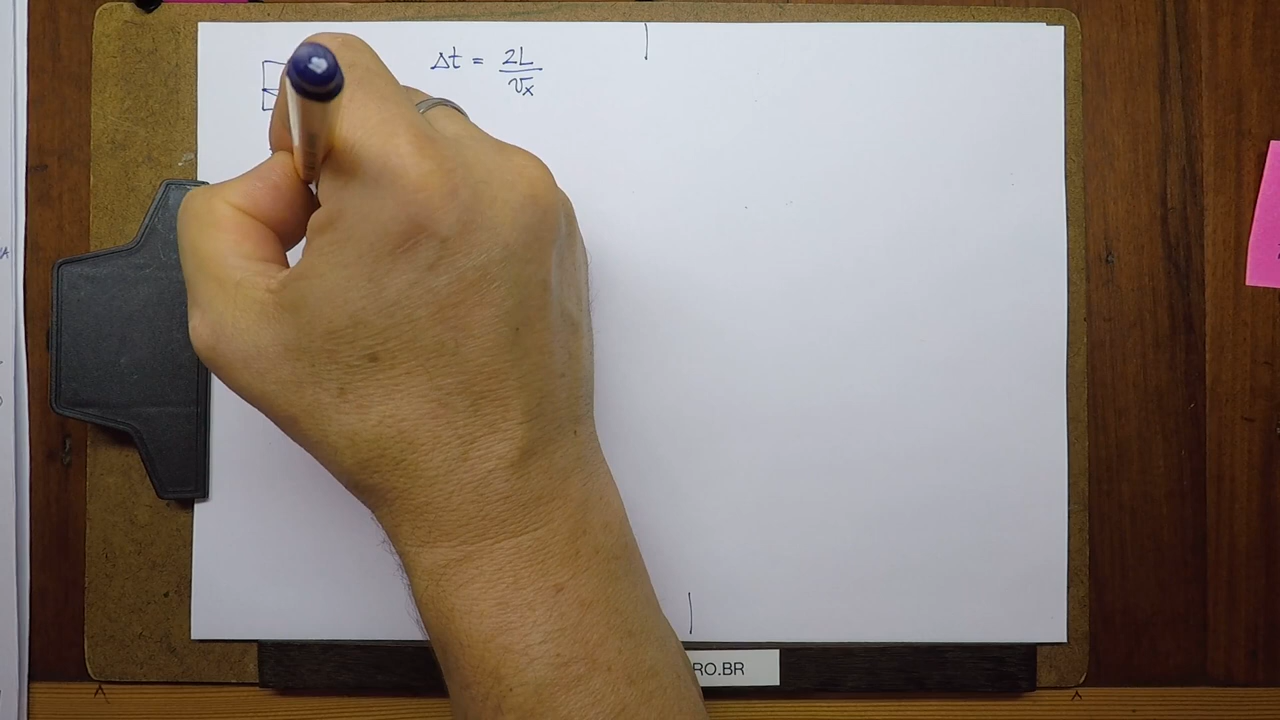 Δt = 2L
vx
RO.BR